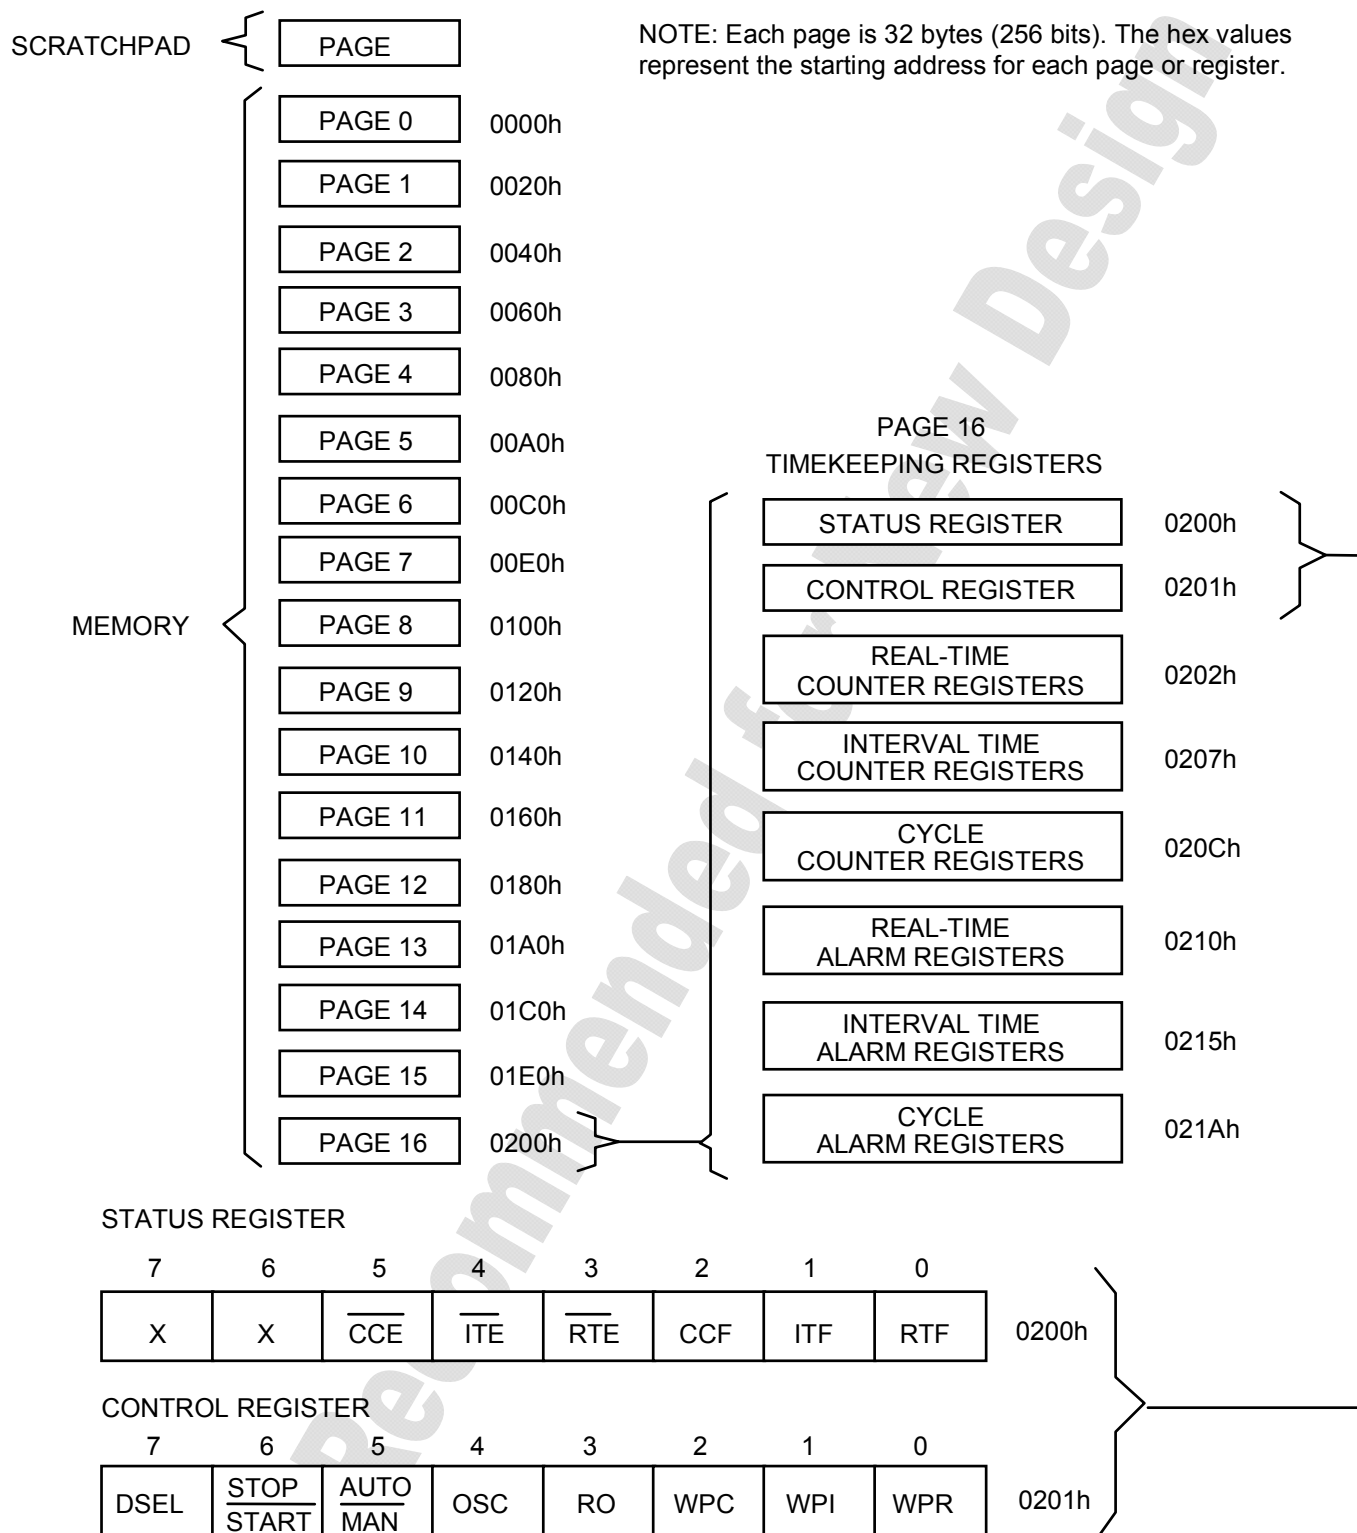 SCRATCHPAD
PAGE
NOTE: Each page is 32 bytes (256 bits). The hex values
represent the starting address for each page or register.
MEMORY
PAGE 0 0000h
PAGE 1 0020h
PAGE 2 0040h
PAGE 3 0060h
PAGE 4 0080h
PAGE 5 00A0h
PAGE 6 00C0h
PAGE 7 00E0h
PAGE 8 0100h
PAGE 9 0120h
PAGE 10 0140h
PAGE 11 0160h
PAGE 12 0180h
PAGE 13 01A0h
PAGE 14 01C0h
PAGE 15 01E0h
PAGE 16 0200h
PAGE 16
TIMEKEEPING REGISTERS
STATUS REGISTER 0200h
CONTROL REGISTER 0201h
REAL-TIME
COUNTER REGISTERS 0202h
INTERVAL TIME
COUNTER REGISTERS 0207h
CYCLE
COUNTER REGISTERS 020Ch
REAL-TIME
ALARM REGISTERS 0210h
INTERVAL TIME
ALARM REGISTERS 0215h
CYCLE
ALARM REGISTERS 021Ah
STATUS REGISTER
7 6 5 4 3 2 1 0
X X CCE ITE RTE CCF ITF RTF 0200h
CONTROL REGISTER
7 6 5 4 3 2 1 0
DSEL STOP START AUTO MAN OSC RO WPC WPI WPR 0201h
Recommended for New Design